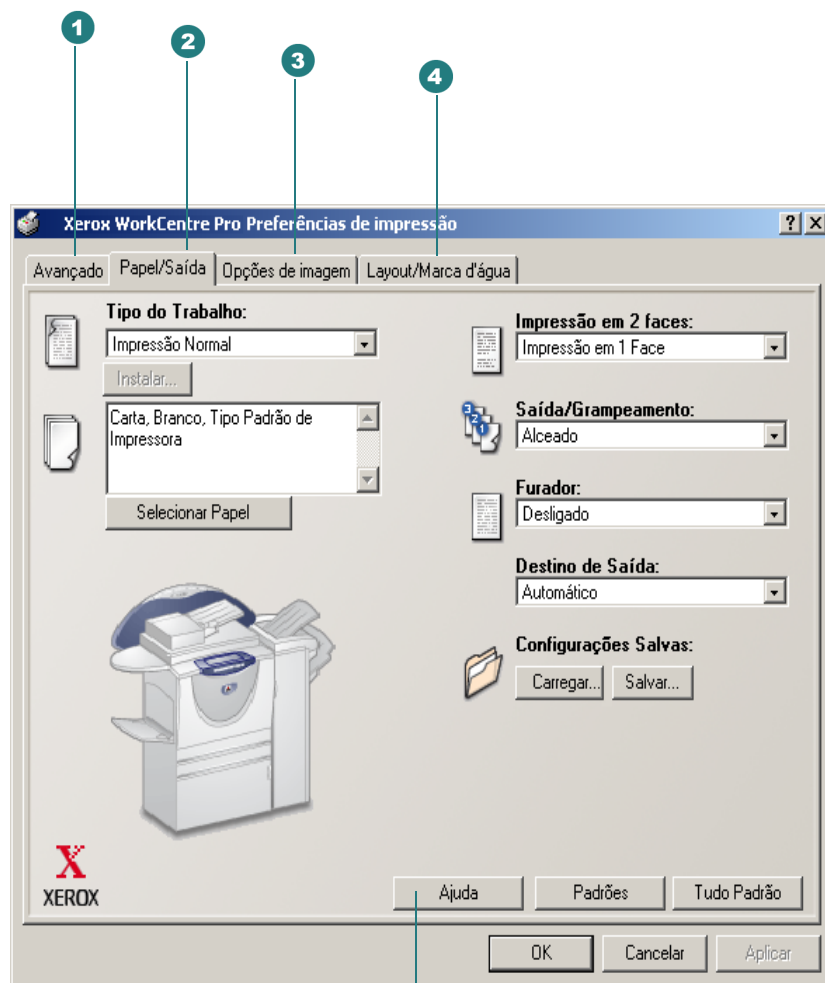 1
2
3
4
Xerox WorkCentre Pro Preferências de impressão
Avançado
Papel/Saída
Opções de imagem
Layout/Marca d'água
Tipo do Trabalho:
Impressão Normal
Instalar...
Carta, Branco, Tipo Padrão de
Impressora
Selecionar Papel
Impressão em 2 faces:
Impressão em 1 Face
3
2
1
Saída/Grampeamento:
Alceado
Furador:
Desligado
Destino de Saída:
Automático
Configurações Salvas:
Carregar...
Salvar...
X
XEROX
Ajuda
Padrões
Tudo Padrão
OK
Cancelar
Aplicar